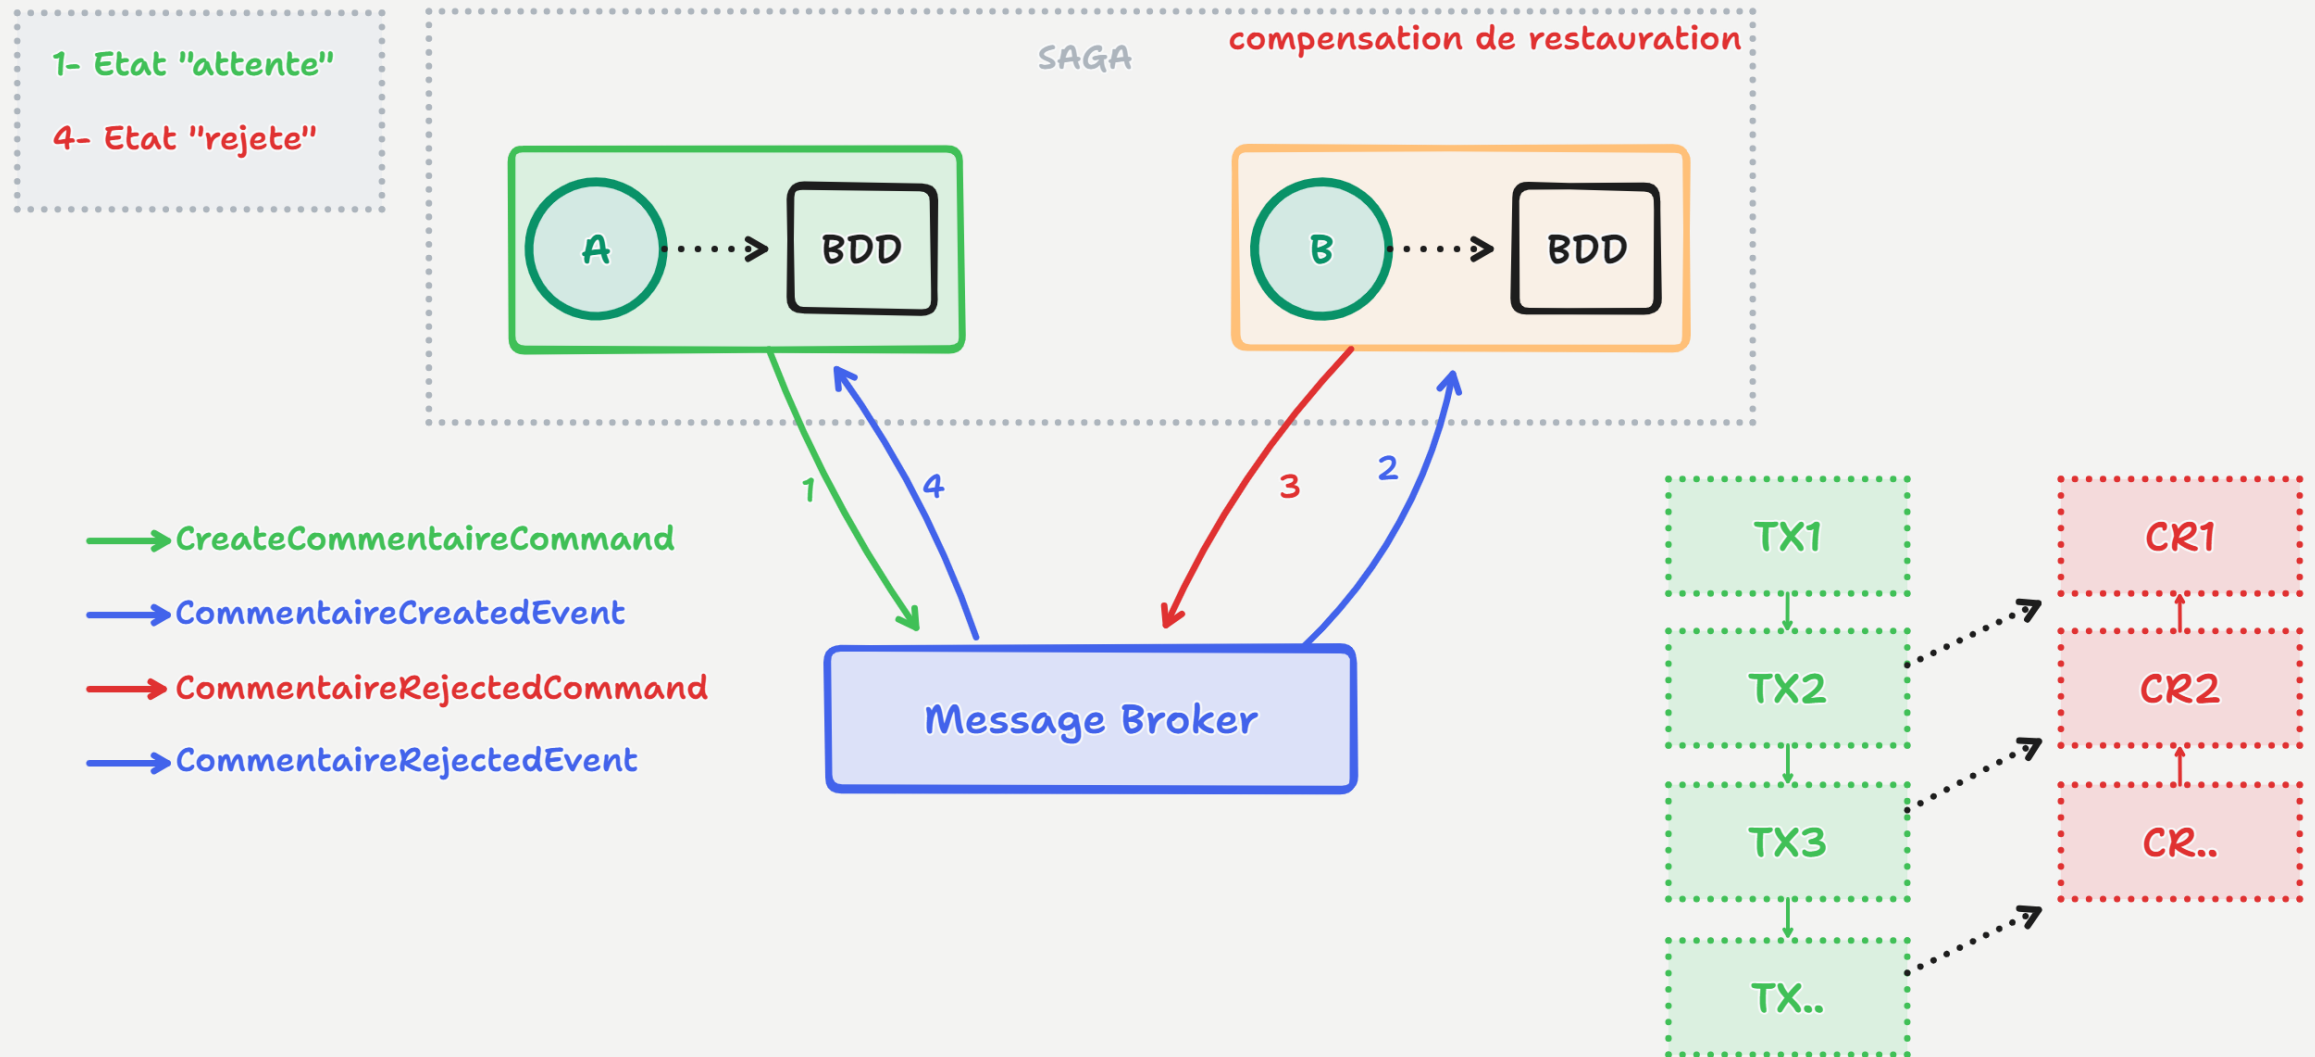 1- Etat "attente"
4- Etat "rejete"
SAGA
compensation de restauration
A
BDD
B
BDD
1
4
3
2
CreateCommentaireCommand
CommentaireCreatedEvent
CommentaireRejectedCommand
CommentaireRejectedEvent
Message Broker
TX1
CR1
TX2
CR2
TX3
CR..
TX..